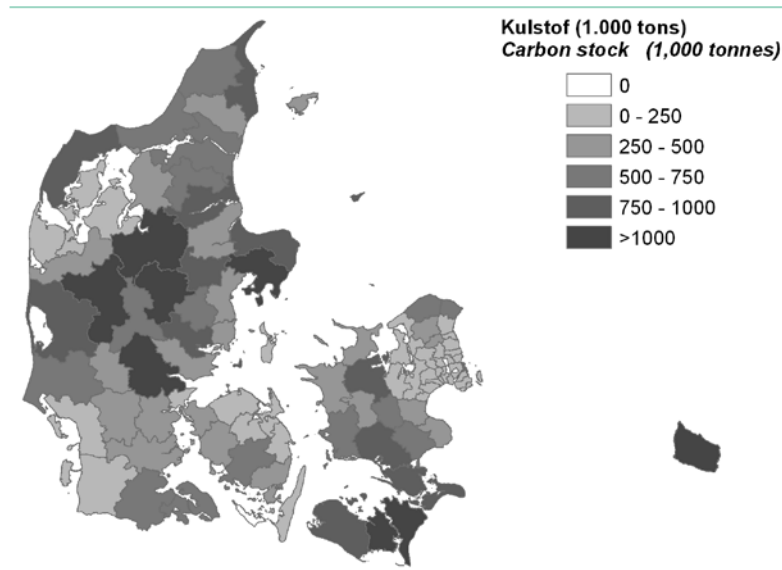 Kulstof (1.000 tons)
Carbon stock (1,000 tonnes)
0
0 - 250
250 - 500
500 - 750
750 - 1000
>1000